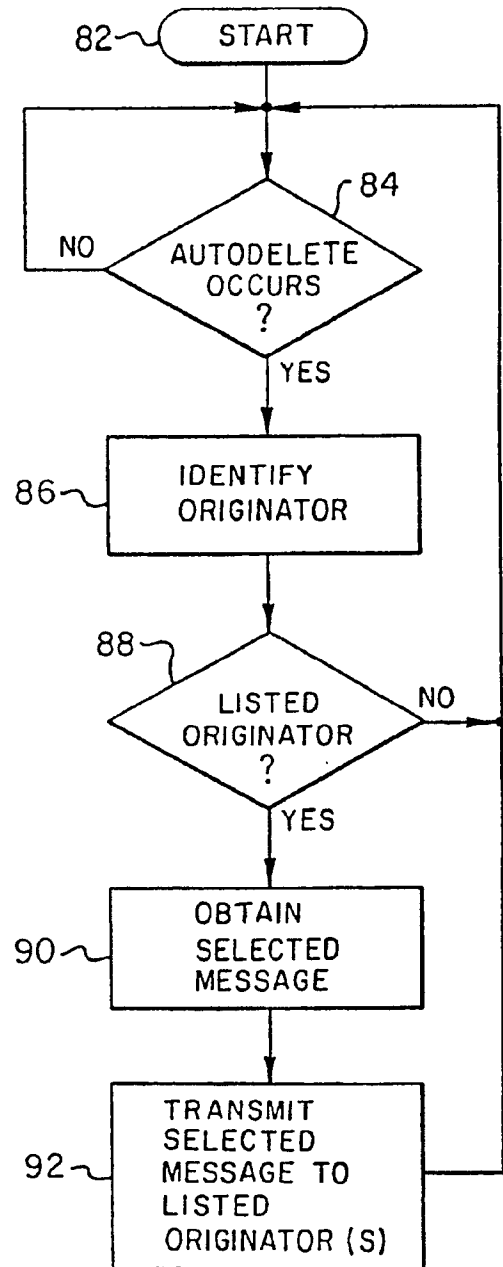 82
START
84
NO
AUTODELETE
OCCURS
?
YES
86
IDENTIFY
ORIGINATOR
88
LISTED
ORIGINATOR
?
NO
YES
90
OBTAIN
SELECTED
MESSAGE
92
TRANSMIT
SELECTED
MESSAGE TO
LISTED
ORIGINATOR (S)